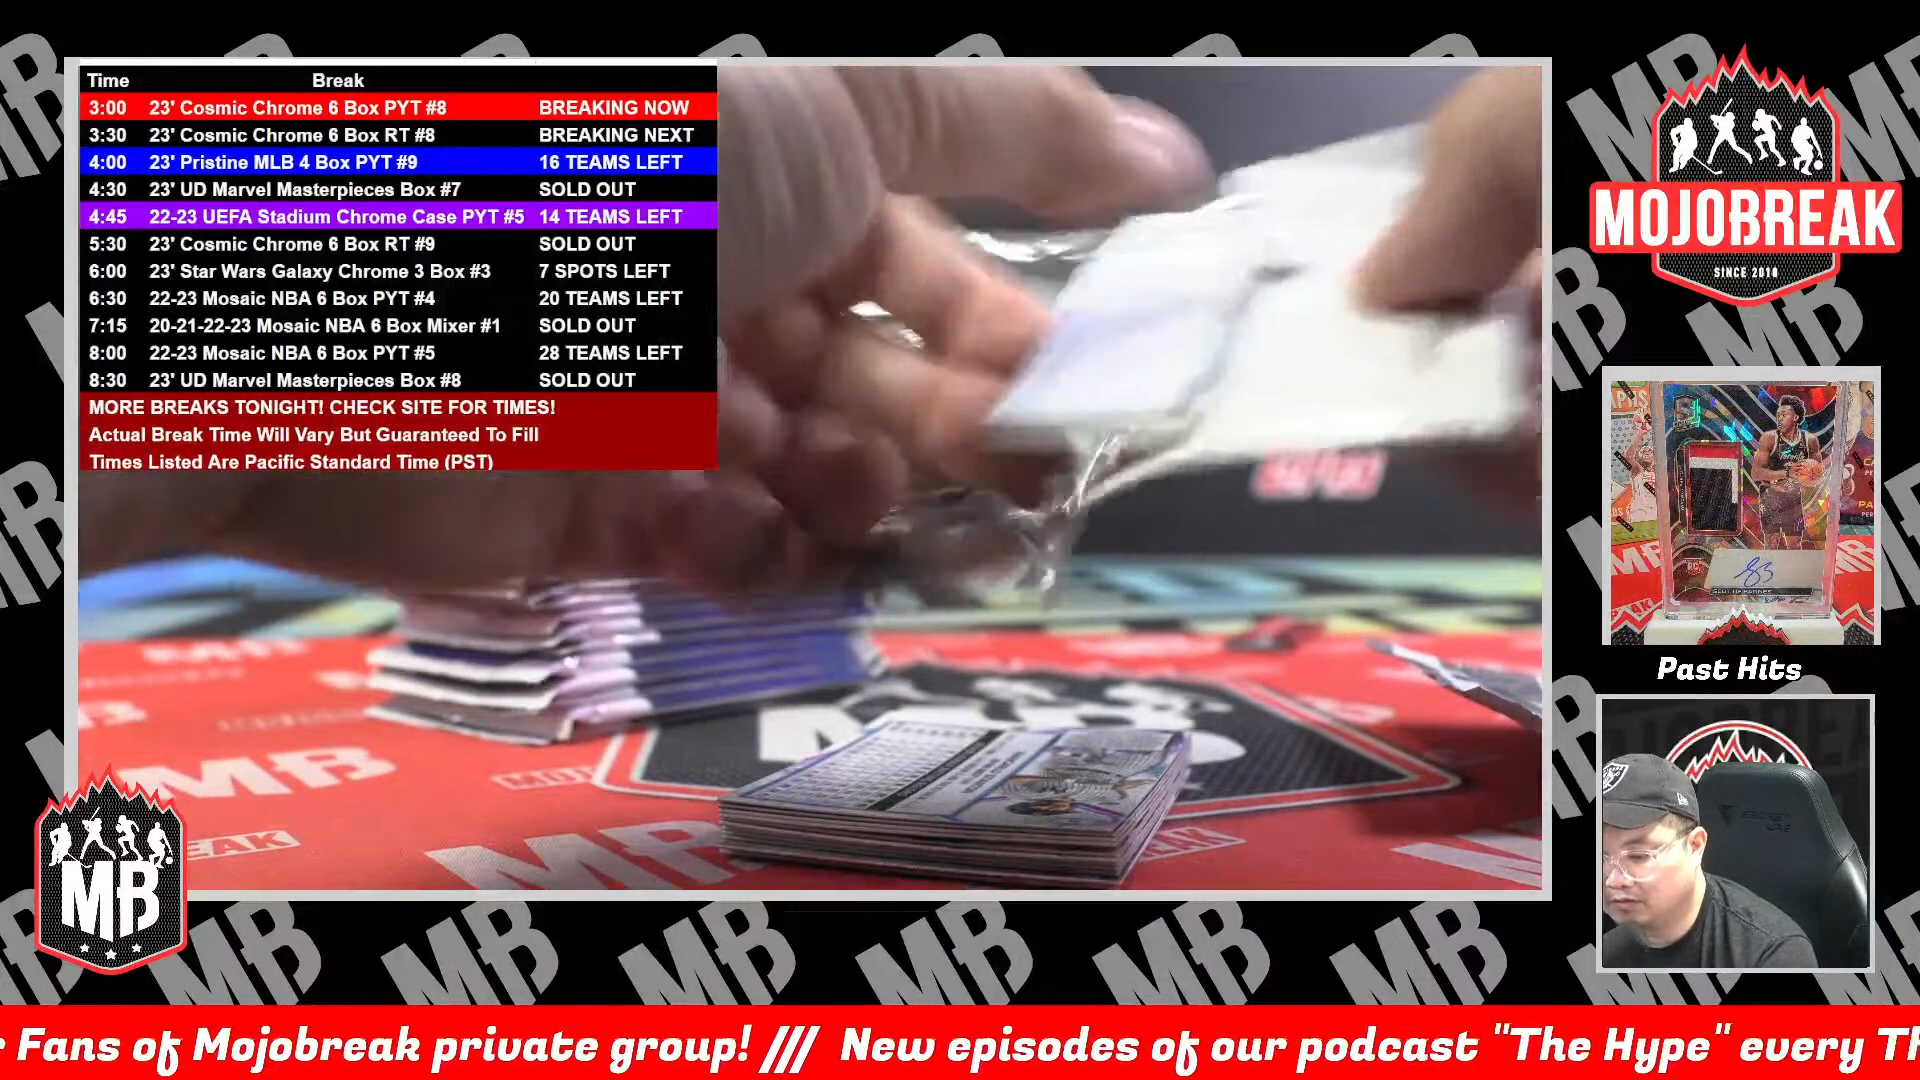 Time Break
3:00 23' Cosmic Chrome 6 Box PYT #8 BREAKING NOW
3:30 23' Cosmic Chrome 6 Box RT #8 BREAKING NEXT
4:00 23' Pristine MLB 4 Box PYT #9 16 TEAMS LEFT
4:30 23' UD Marvel Masterpieces Box #7 SOLD OUT
4:45 22-23 UEFA Stadium Chrome Case PYT #5 14 TEAMS LEFT
5:30 23' Cosmic Chrome 6 Box RT #9 SOLD OUT
6:00 23' Star Wars Galaxy Chrome 3 Box #3 7 SPOTS LEFT
6:30 22-23 Mosaic NBA 6 Box PYT #4 20 TEAMS LEFT
7:15 20-21-22-23 Mosaic NBA 6 Box Mixer #1 SOLD OUT
8:00 22-23 Mosaic NBA 6 Box PYT #5 28 TEAMS LEFT
8:30 23' UD Marvel Masterpieces Box #8 SOLD OUT
MORE BREAKS TONIGHT! CHECK SITE FOR TIMES!
Actual Break Time Will Vary But Guaranteed To Fill
Times Listed Are Pacific Standard Time (PST)
MOJOBREAK
SINCE 2010
Past Hits
MB
MB
r Fans of Mojobreak private group! /// New episodes of our podcast "The Hype" every Th